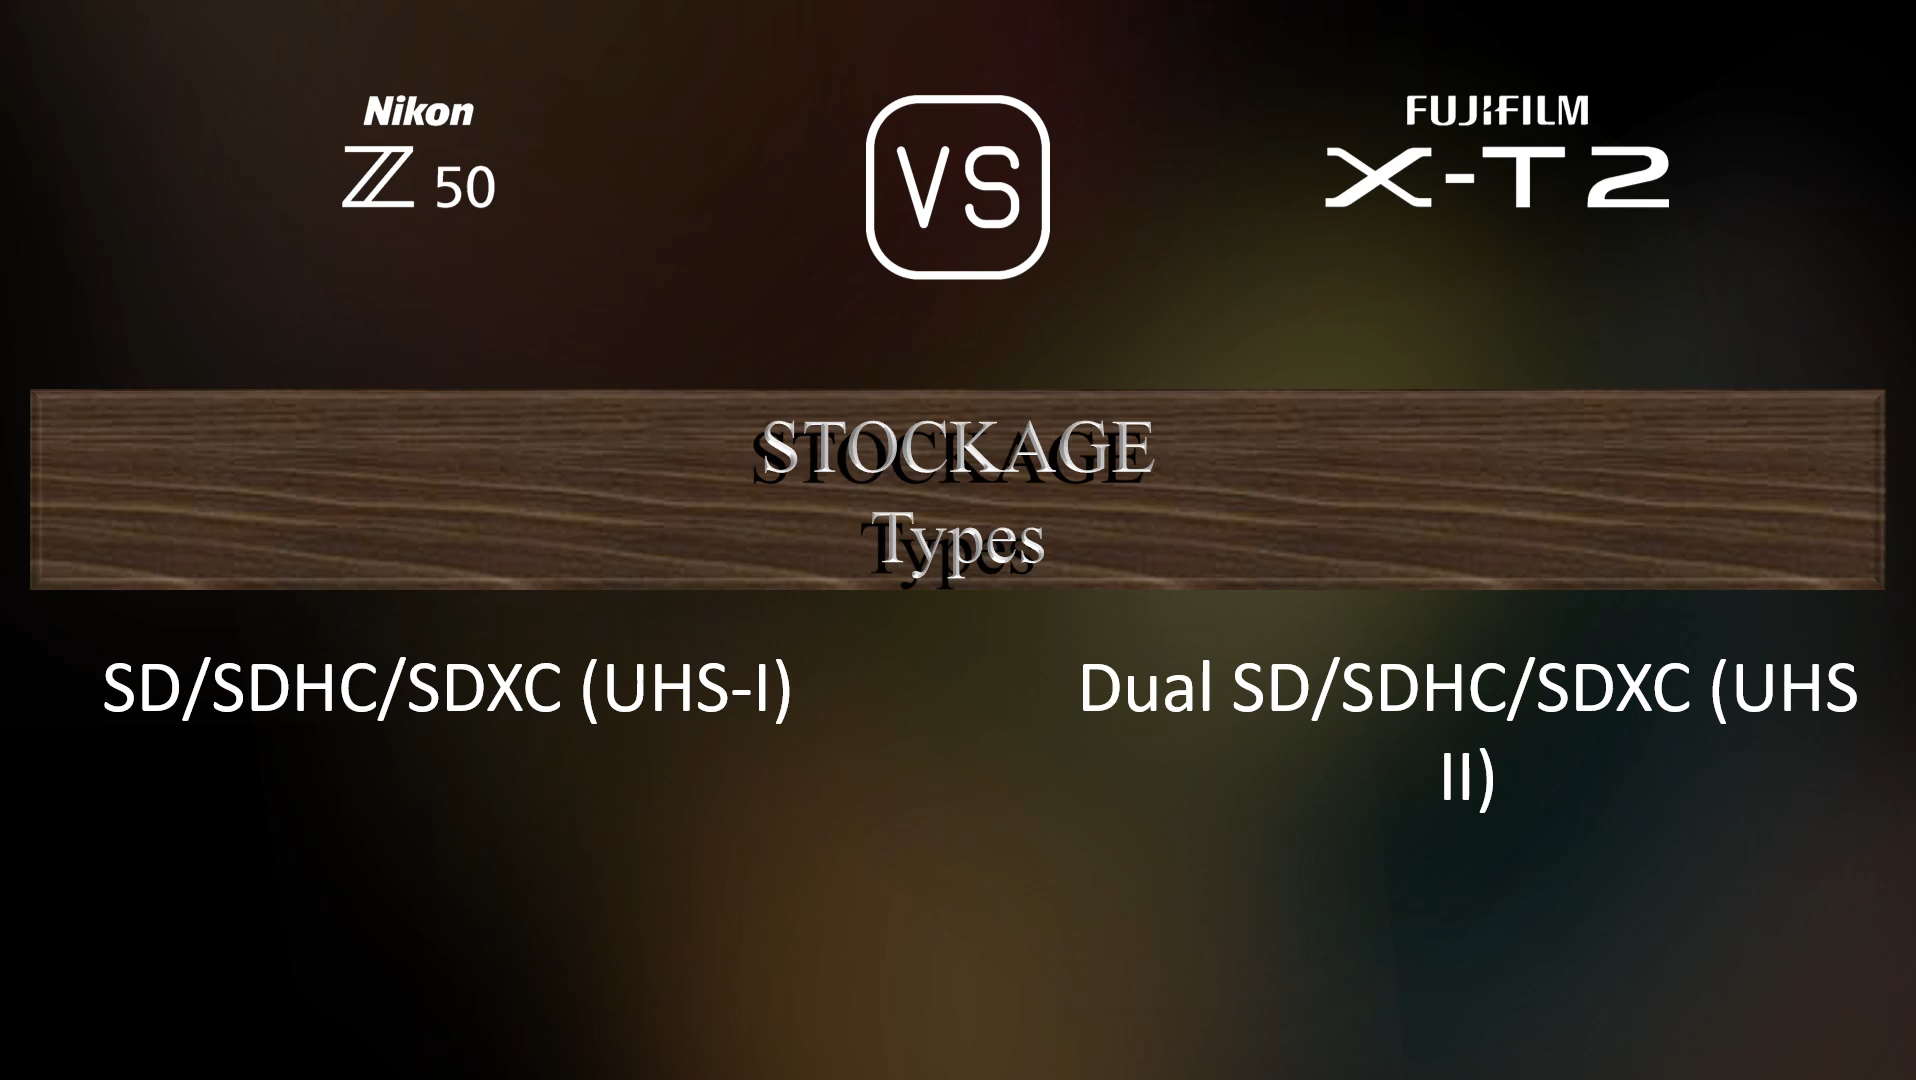 Nikon
Z 50
VS
FUJIFILM
X-T2
STOCKAGE
Types
SD/SDHC/SDXC (UHS-I)
Dual SD/SDHC/SDXC (UHS
II)